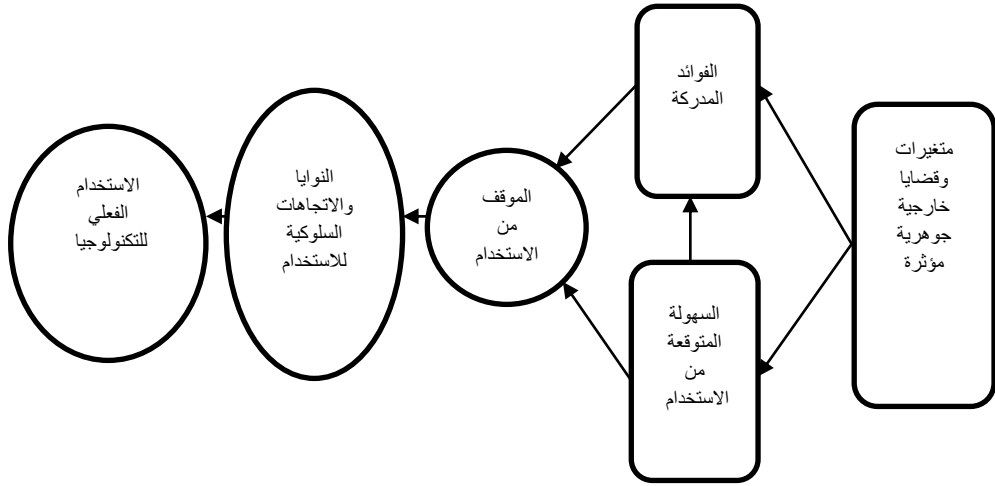 متغيرات
وقضايا
خارجية
جوهرية
مؤثرة
الفوائد
المدركة
السهولة
المتوقعة
من
الاستخدام
الموقف
من
الاستخدام
النوايا
والاتجاهات
السلوكية
للاستخدام
الاستخدام
الفعلي
للتكنولوجيا